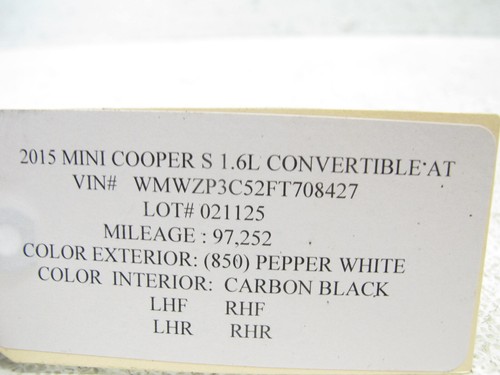 2015 MINI COOPER S 1.6L CONVERTIBLE AT
VIN# WMWZP3C52FT708427
LOT# 021125
MILEAGE : 97,252
COLOR EXTERIOR: (850) PEPPER WHITE
COLOR INTERIOR: CARBON BLACK
LHF RHF
LHR RHR